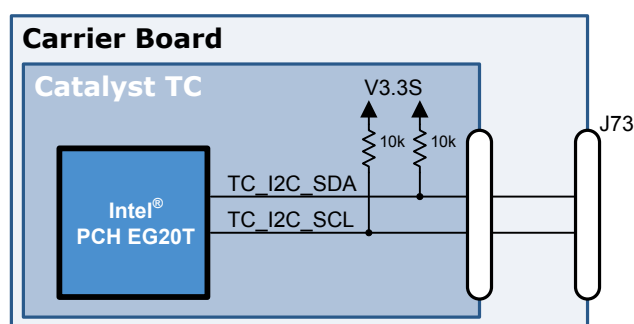 Carrier Board
Catalyst TC
V3.3S
J73
10k
10k
TC_I2C_SDA
Intel®
TC_I2C_SCL
PCH EG20T